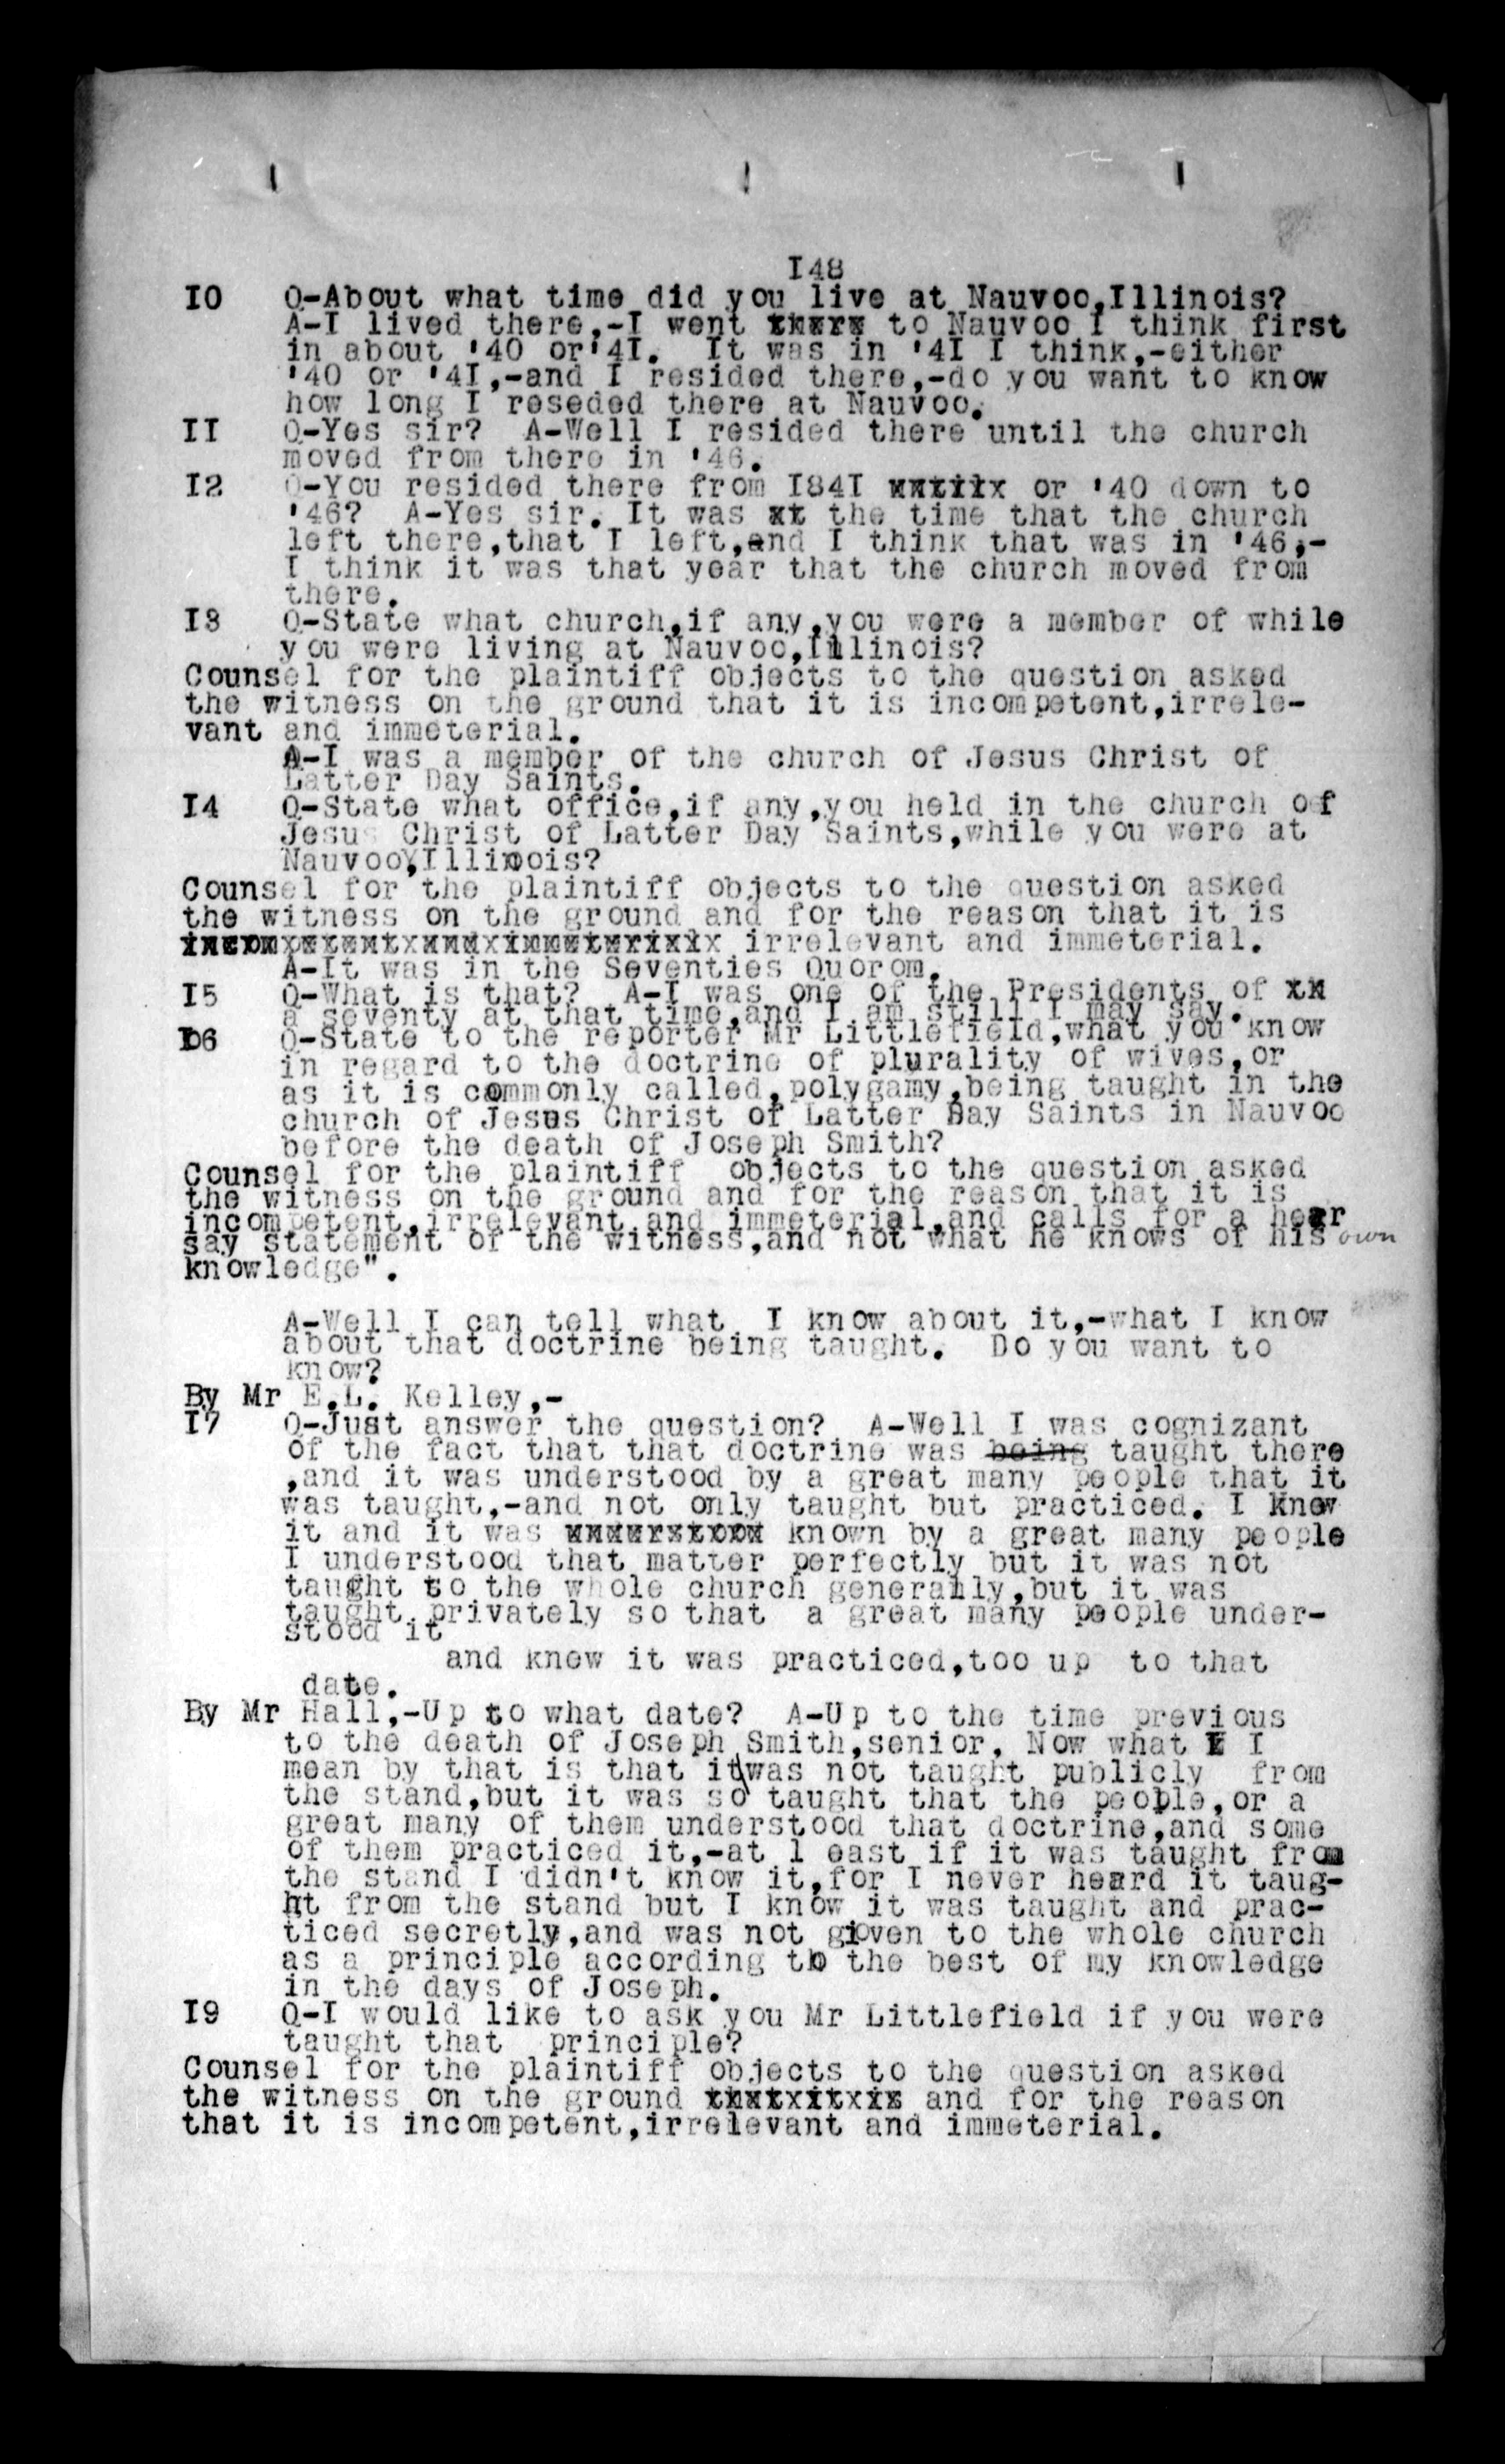 I48
I0 Q-About what time did you live at Nauvoo,Illinois?
A-I lived there,-I went to Nauvoo I think first
in about '40 or'4I. It was in '4I I think,-either
'40 or '4I,-and I resided there,-do you want to know
how long I reseded there at Nauvoo.
II Q-Yes sir? A-Well I resided there until the church
moved from there in '46.
I2 Q-You resided there from I84I or '40 down to
'46? A-Yes sir. It was the time that the church
left there,that I left,and I think that was in '46,-
I think it was that year that the church moved from
there.
I3 Q-State what church,if any,you were a member of while
you were living at Nauvoo,Illinois?
Counsel for the plaintiff objects to the question asked
the witness on the ground that it is incompetent,irrele-
vant and immeterial.
A-I was a member of the church of Jesus Christ of
Latter Day Saints.
I4 Q-State what office,if any,you held in the church of
Jesus Christ of Latter Day Saints,while you were at
Nauvoo,Illinois?
Counsel for the plaintiff objects to the question asked
the witness on the ground and for the reason that it is
irrelevant and immeterial.
A-It was in the Seventies Quorom.
I5 Q-What is that? A-I was one of the Presidents of
a seventy at that time,and I am still I may say.
I6 Q-State to the reporter Mr Littlefield,what you know
in regard to the doctrine of plurality of wives,or
as it is commonly called,polygamy,being taught in the
church of Jesus Christ of Latter Day Saints in Nauvoo
before the death of Joseph Smith?
Counsel for the plaintiff objects to the question asked
the witness on the ground and for the reason that it is
incompetent,irrelevant and immeterial,and calls for a hear
say statement of the witness,and not what he knows of his own
knowledge".
A-Well I can tell what I know about it,-what I know
about that doctrine being taught. Do you want to
know?
By Mr E.L. Kelley,-
I7 Q-Just answer the question? A-Well I was cognizant
of the fact that that doctrine was being taught there
,and it was understood by a great many people that it
was taught,-and not only taught but practiced. I knew
it and it was known by a great many people
I understood that matter perfectly but it was not
taught to the whole church generally,but it was
taught privately so that a great many people under-
stood it
and knew it was practiced,too up to that
date.
By Mr Hall,-Up to what date? A-Up to the time previous
to the death of Joseph Smith,senior. Now what I I
mean by that is that it was not taught publicly from
the stand,but it was so taught that the people,or a
great many of them understood that doctrine,and some
of them practiced it,-at l east if it was taught from
the stand I didn't know it,for I never heard it taug-
ht from the stand but I know it was taught and prac-
ticed secretly,and was not given to the whole church
as a principle according to the best of my knowledge
in the days of Joseph.
I9 Q-I would like to ask you Mr Littlefield if you were
taught that principle?
Counsel for the plaintiff objects to the question asked
the witness on the ground and for the reason
that it is incompetent,irrelevant and immeterial.